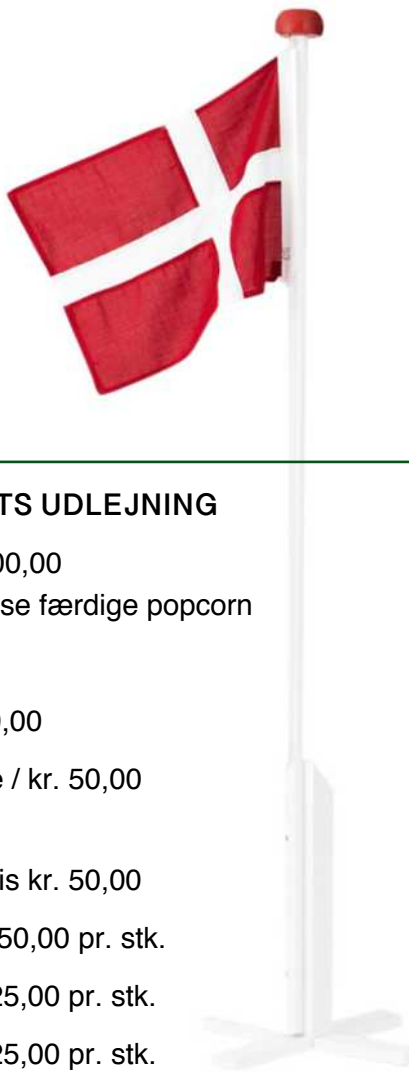 TS UDLEJNING
00,00
se færdige popcorn
0,00
e / kr. 50,00
is kr. 50,00
50,00 pr. stk.
25,00 pr. stk.
25,00 pr. stk.